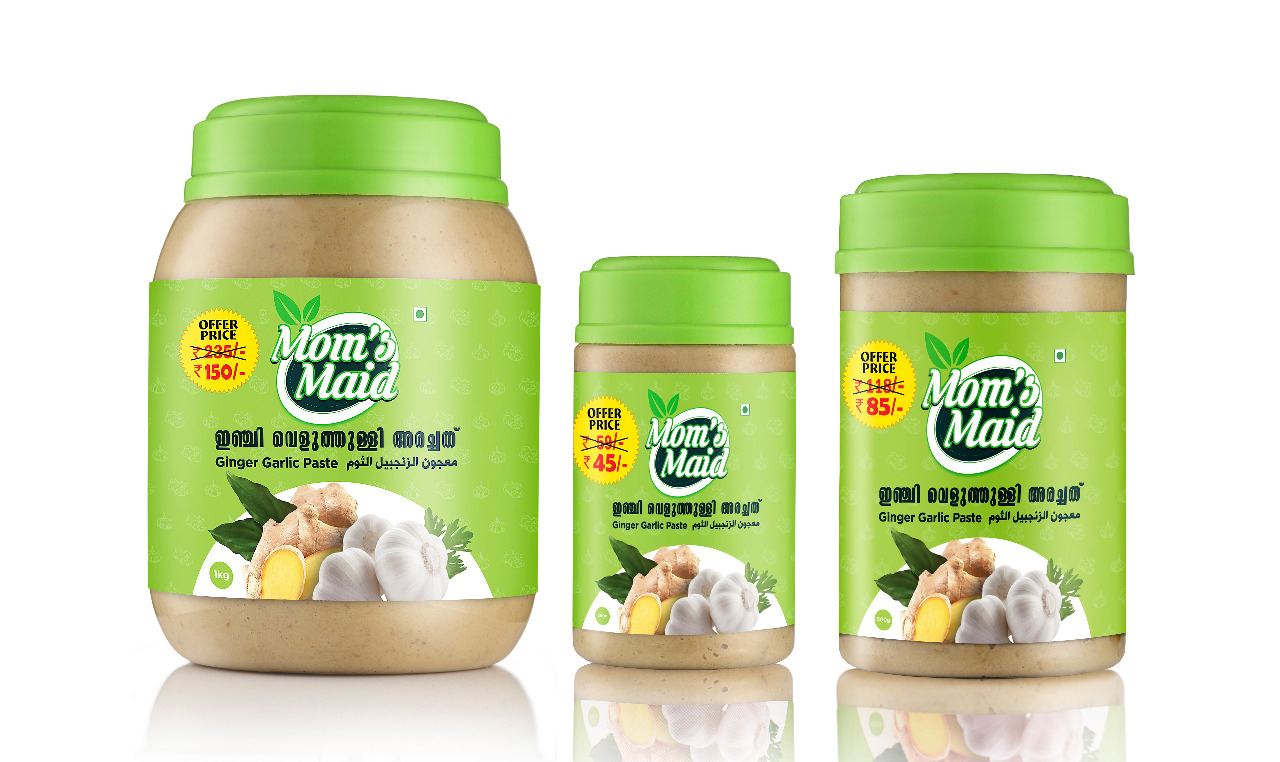 OFFER
PRICE
₹ 235/-
₹ 150/-
Mom's
Maid
ഇഞ്ചി വെളുത്തുള്ളി അരച്ചത്
Ginger Garlic Paste معجون الزنجبيل الثوم
1kg
OFFER
PRICE
₹ 59/-
₹ 45/-
Mom's
Maid
ഇഞ്ചി വെളുത്തുള്ളി അരച്ചത്
Ginger Garlic Paste معجون الزنجبيل الثوم
OFFER
PRICE
₹ 118/-
₹ 85/-
Mom's
Maid
ഇഞ്ചി വെളുത്തുള്ളി അരച്ചത്
Ginger Garlic Paste معجون الزنجبيل الثوم
500g